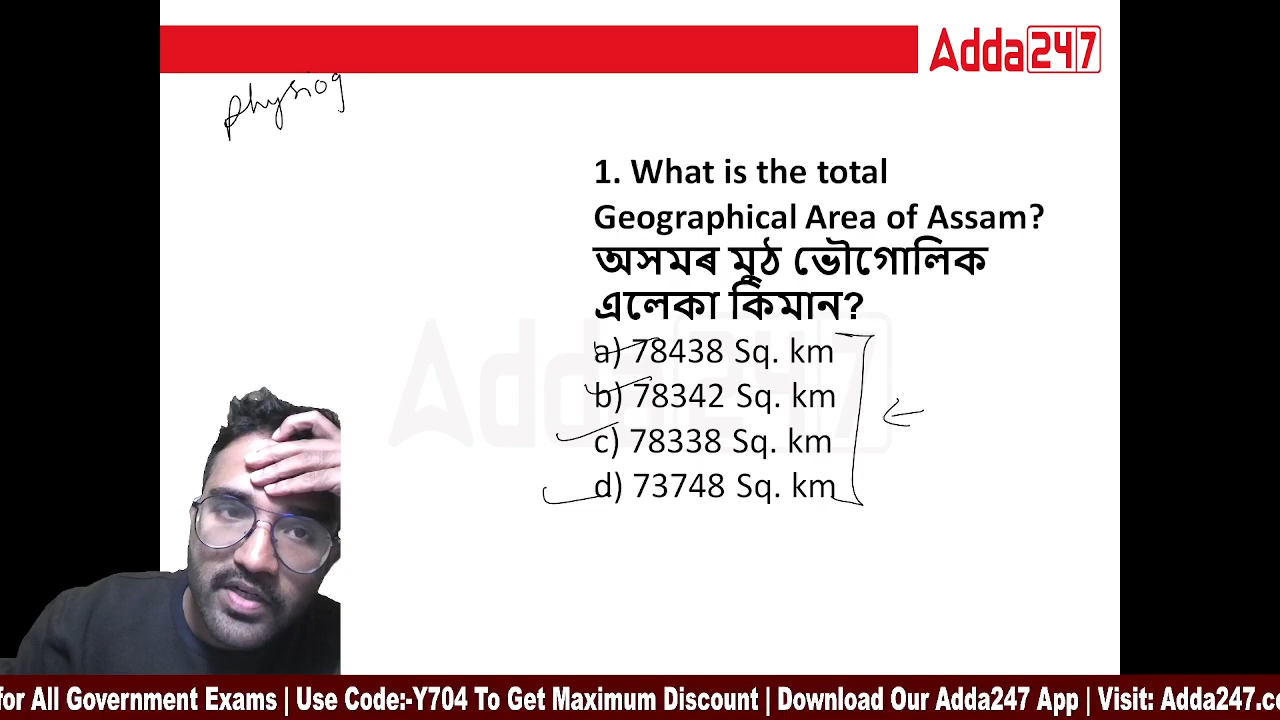 Adda247
physiog
1. What is the total
Geographical Area of Assam?
অসমৰ মুঠ ভৌগোলিক
এলেকা কিমান?
a) 78438 Sq. km
b) 78342 Sq. km
c) 78338 Sq. km
d) 73748 Sq. km
Adda247
for All Government Exams | Use Code:-Y704 To Get Maximum Discount | Download Our Adda247 App | Visit: Adda247.co